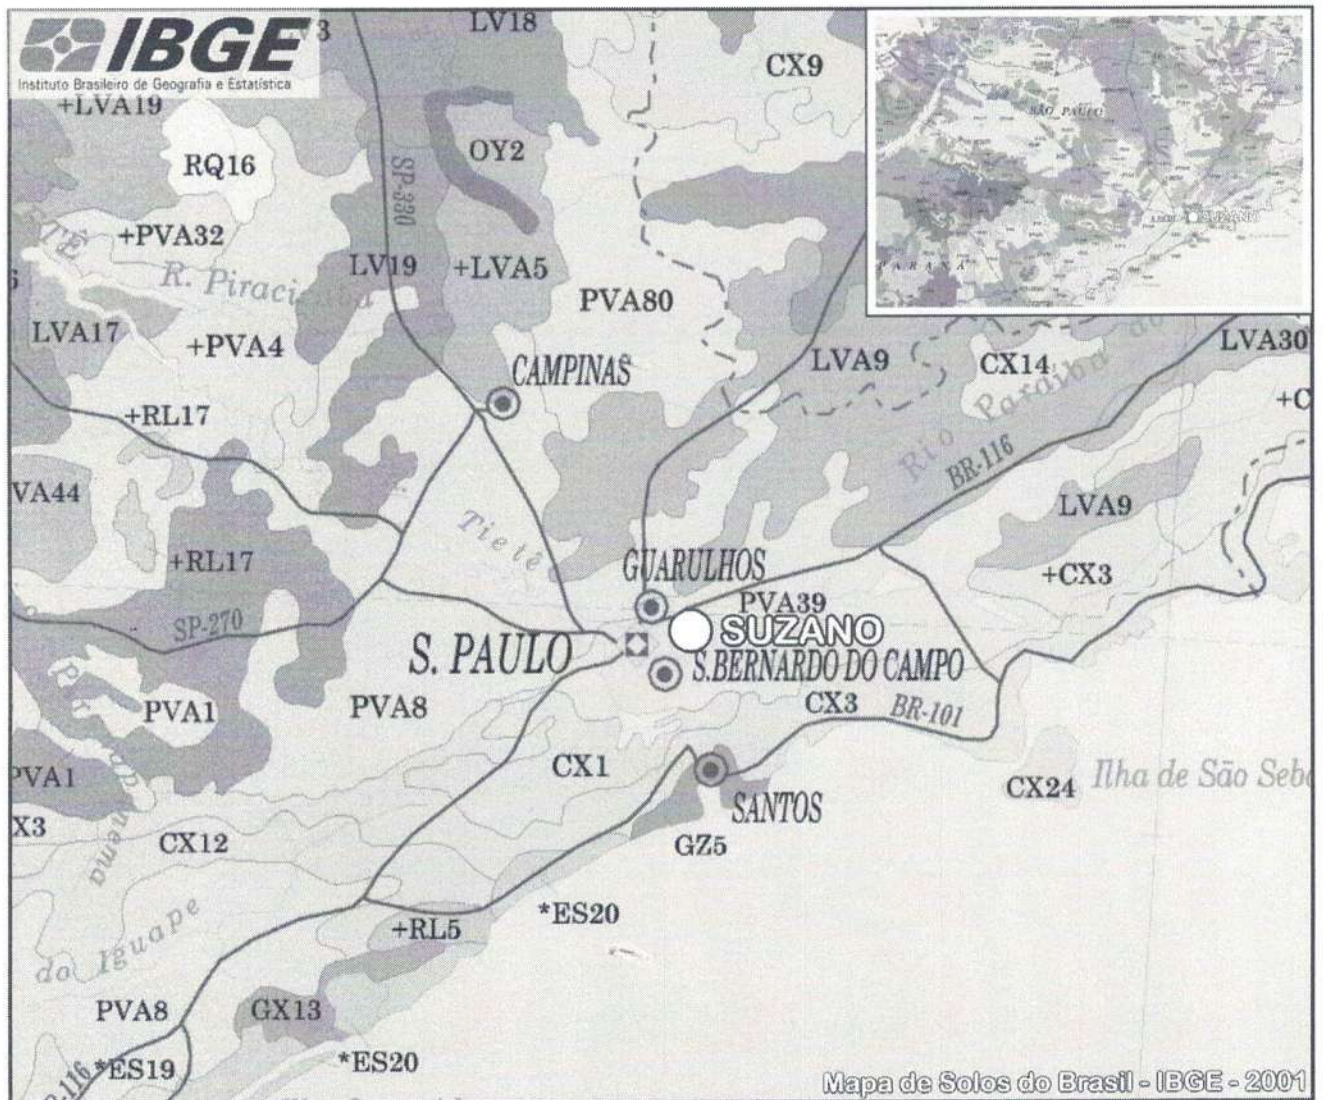 IBGE
Instituto Brasileiro de Geografia e Estatística
LV18
CX9
+LVA19
RQ16
OY2
SP-330
SÃO PAULO
SUZANO
PARANÁ
+PVA32
R. Piracicaba
LV19
+LVA5
PVA80
LVA17
+PVA4
CAMPINAS
LVA9
CX14
LVA30
+RL17
Rio Paraíba do
BR-116
VA44
Tietê
LVA9
+RL17
GUARULHOS
+CX3
SP-270
PVA39
SUZANO
S. PAULO
S.BERNARDO DO CAMPO
PVA1
PVA8
CX3
BR-101
PVA1
CX1
CX24
Ilha de São Seb
SANTOS
X3
CX12
GZ5
*ES20
+RL5
do Iguape
PVA8
GX13
*ES19
*ES20
Mapa de Solos do Brasil - IBGE - 2001